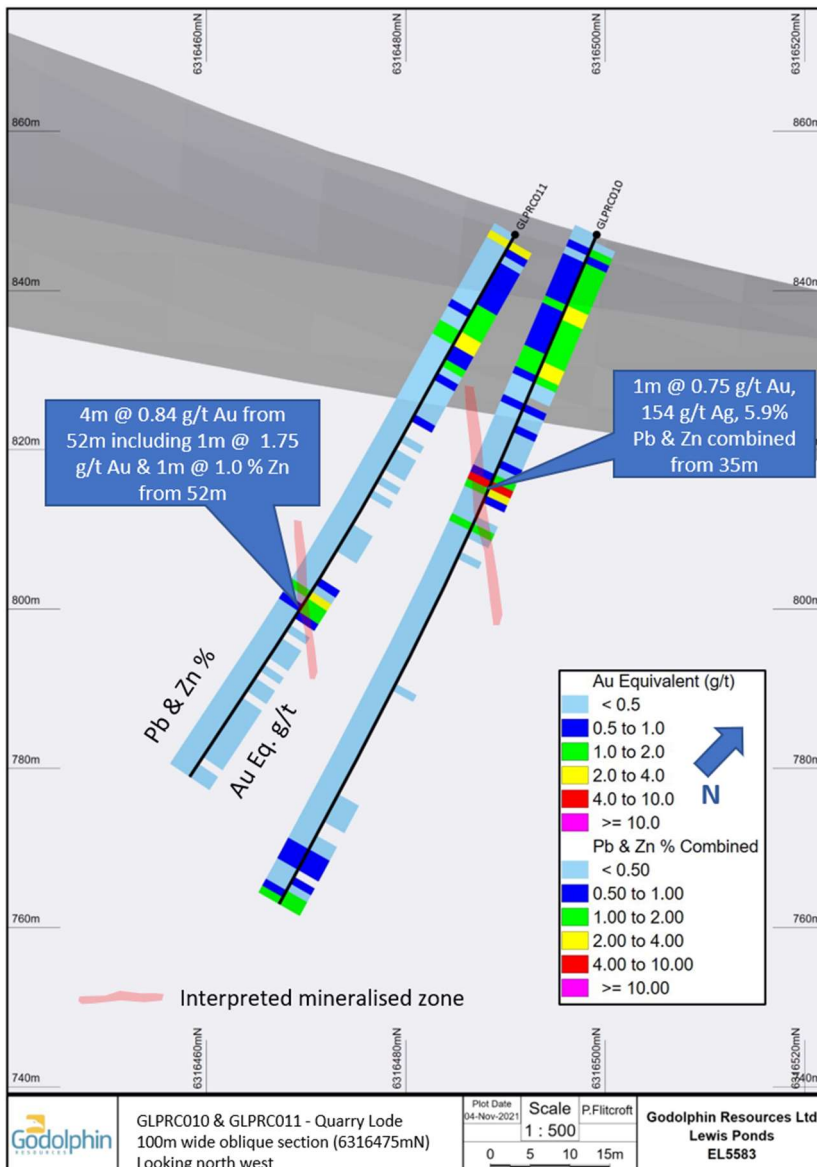 6316460mN
6316480mN
6316500mN
6316520mN
860m
860m
GLPRC011
GLPRC010
840m
840m
1m @ 0.75 g/t Au,
154 g/t Ag, 5.9%
Pb & Zn combined
from 35m
4m @ 0.84 g/t Au from
52m including 1m @ 1.75
g/t Au & 1m @ 1.0 % Zn
from 52m
820m
820m
800m
800m
Pb & Zn %
Au Eq. g/t
Au Equivalent (g/t)
< 0.5
0.5 to 1.0
1.0 to 2.0
2.0 to 4.0
4.0 to 10.0
>= 10.0
Pb & Zn % Combined
< 0.50
0.50 to 1.00
1.00 to 2.00
2.00 to 4.00
4.00 to 10.00
>= 10.00
N
780m
780m
760m
760m
Interpreted mineralised zone
740m
740m
6316460mN
6316480mN
6316500mN
6316520mN
Godolphin
RESOURCES
GLPRC010 & GLPRC011 - Quarry Lode
100m wide oblique section (6316475mN)
Looking north west
Plot Date
04-Nov-2021
Scale
1 : 500
P.Flitcroft
0 5 10 15m
Godolphin Resources Ltd
Lewis Ponds
EL5583